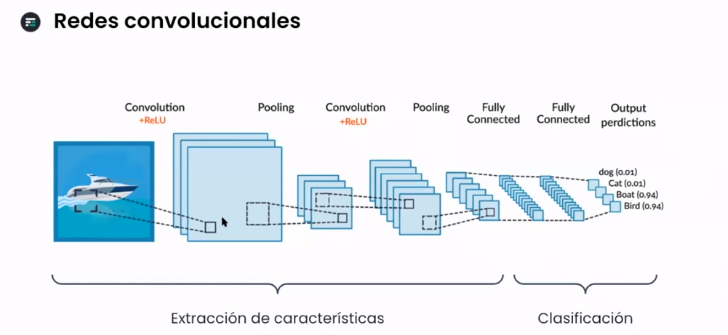 Redes convolucionales
Convolution
+ReLU
Pooling
Convolution
+ReLU
Pooling
Fully
Connected
Fully
Connected
Output
perdictions
dog (0.01)
Cat (0.01)
Boat (0.94)
Bird (0.94)
Extracción de características
Clasificación